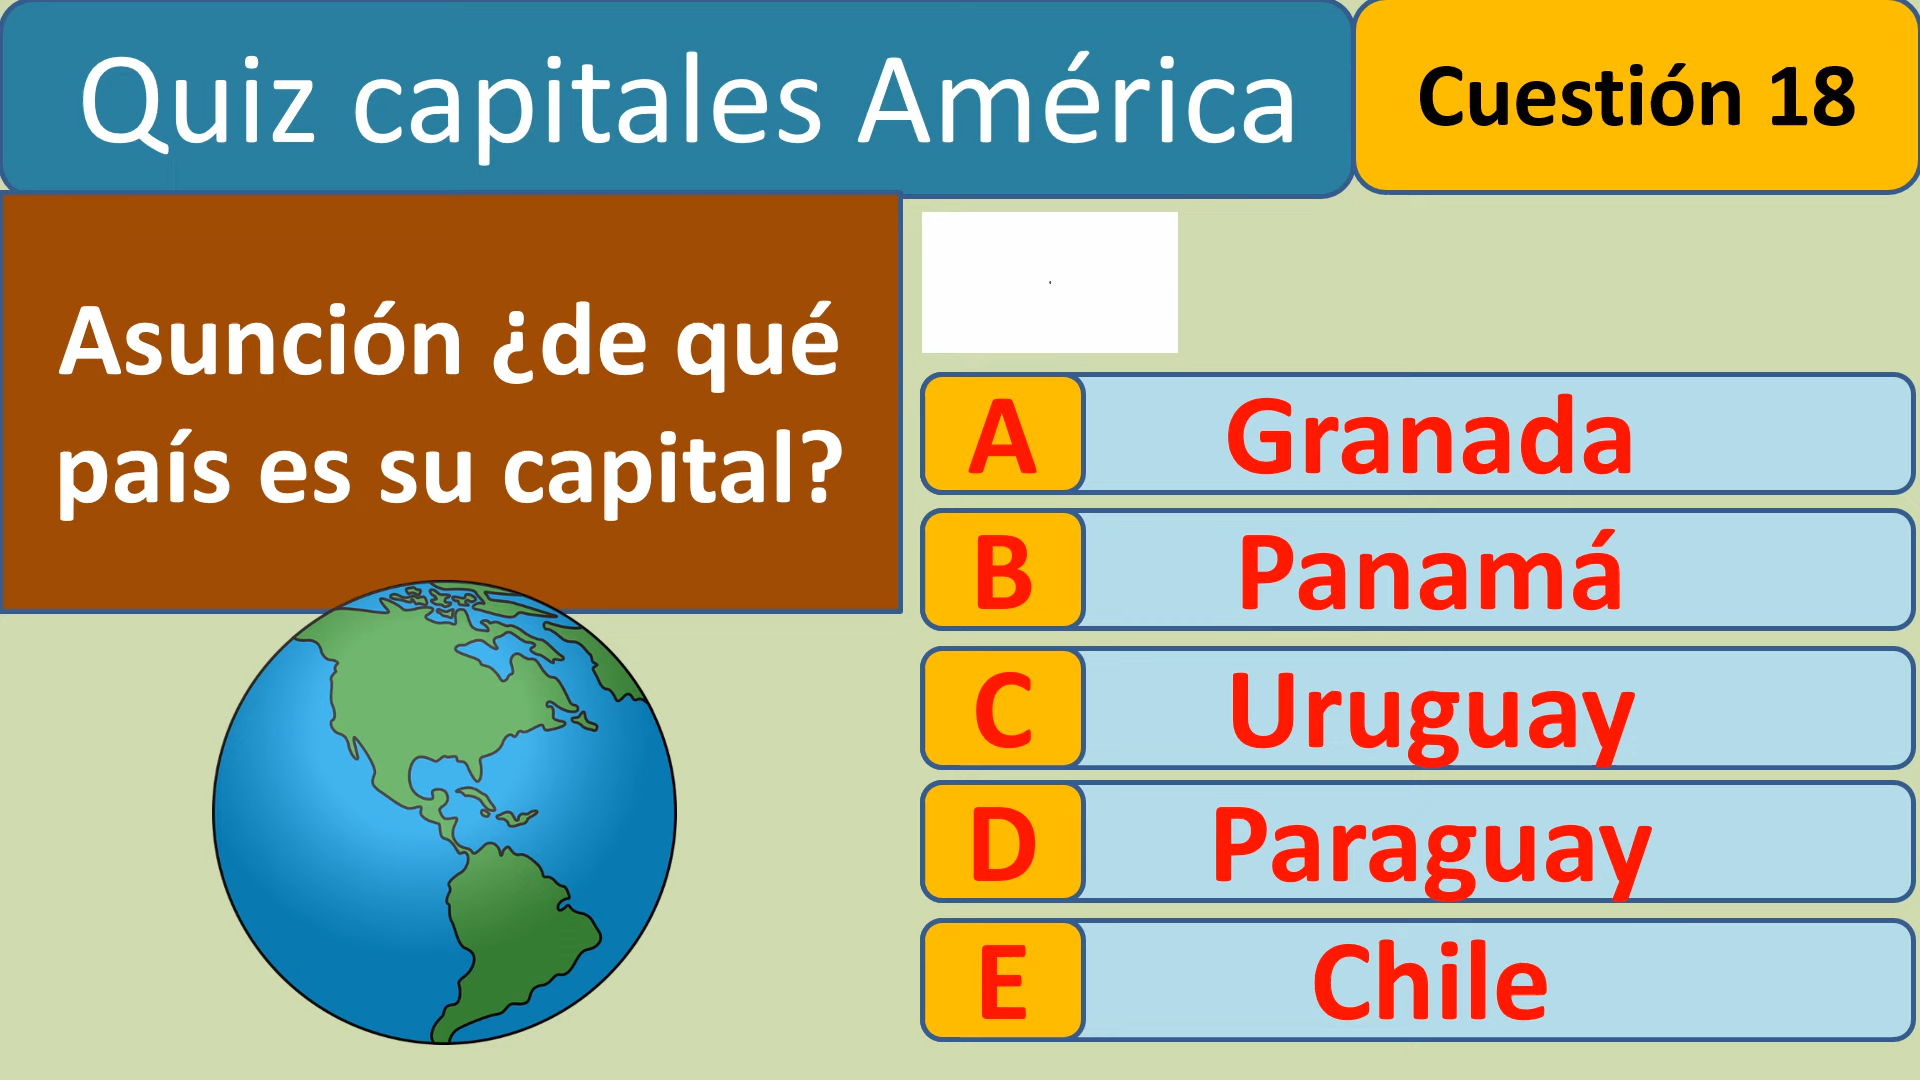 Quiz capitales América
Cuestión 18
Asunción ¿de qué
país es su capital?
A Granada
B Panamá
C Uruguay
D Paraguay
E Chile